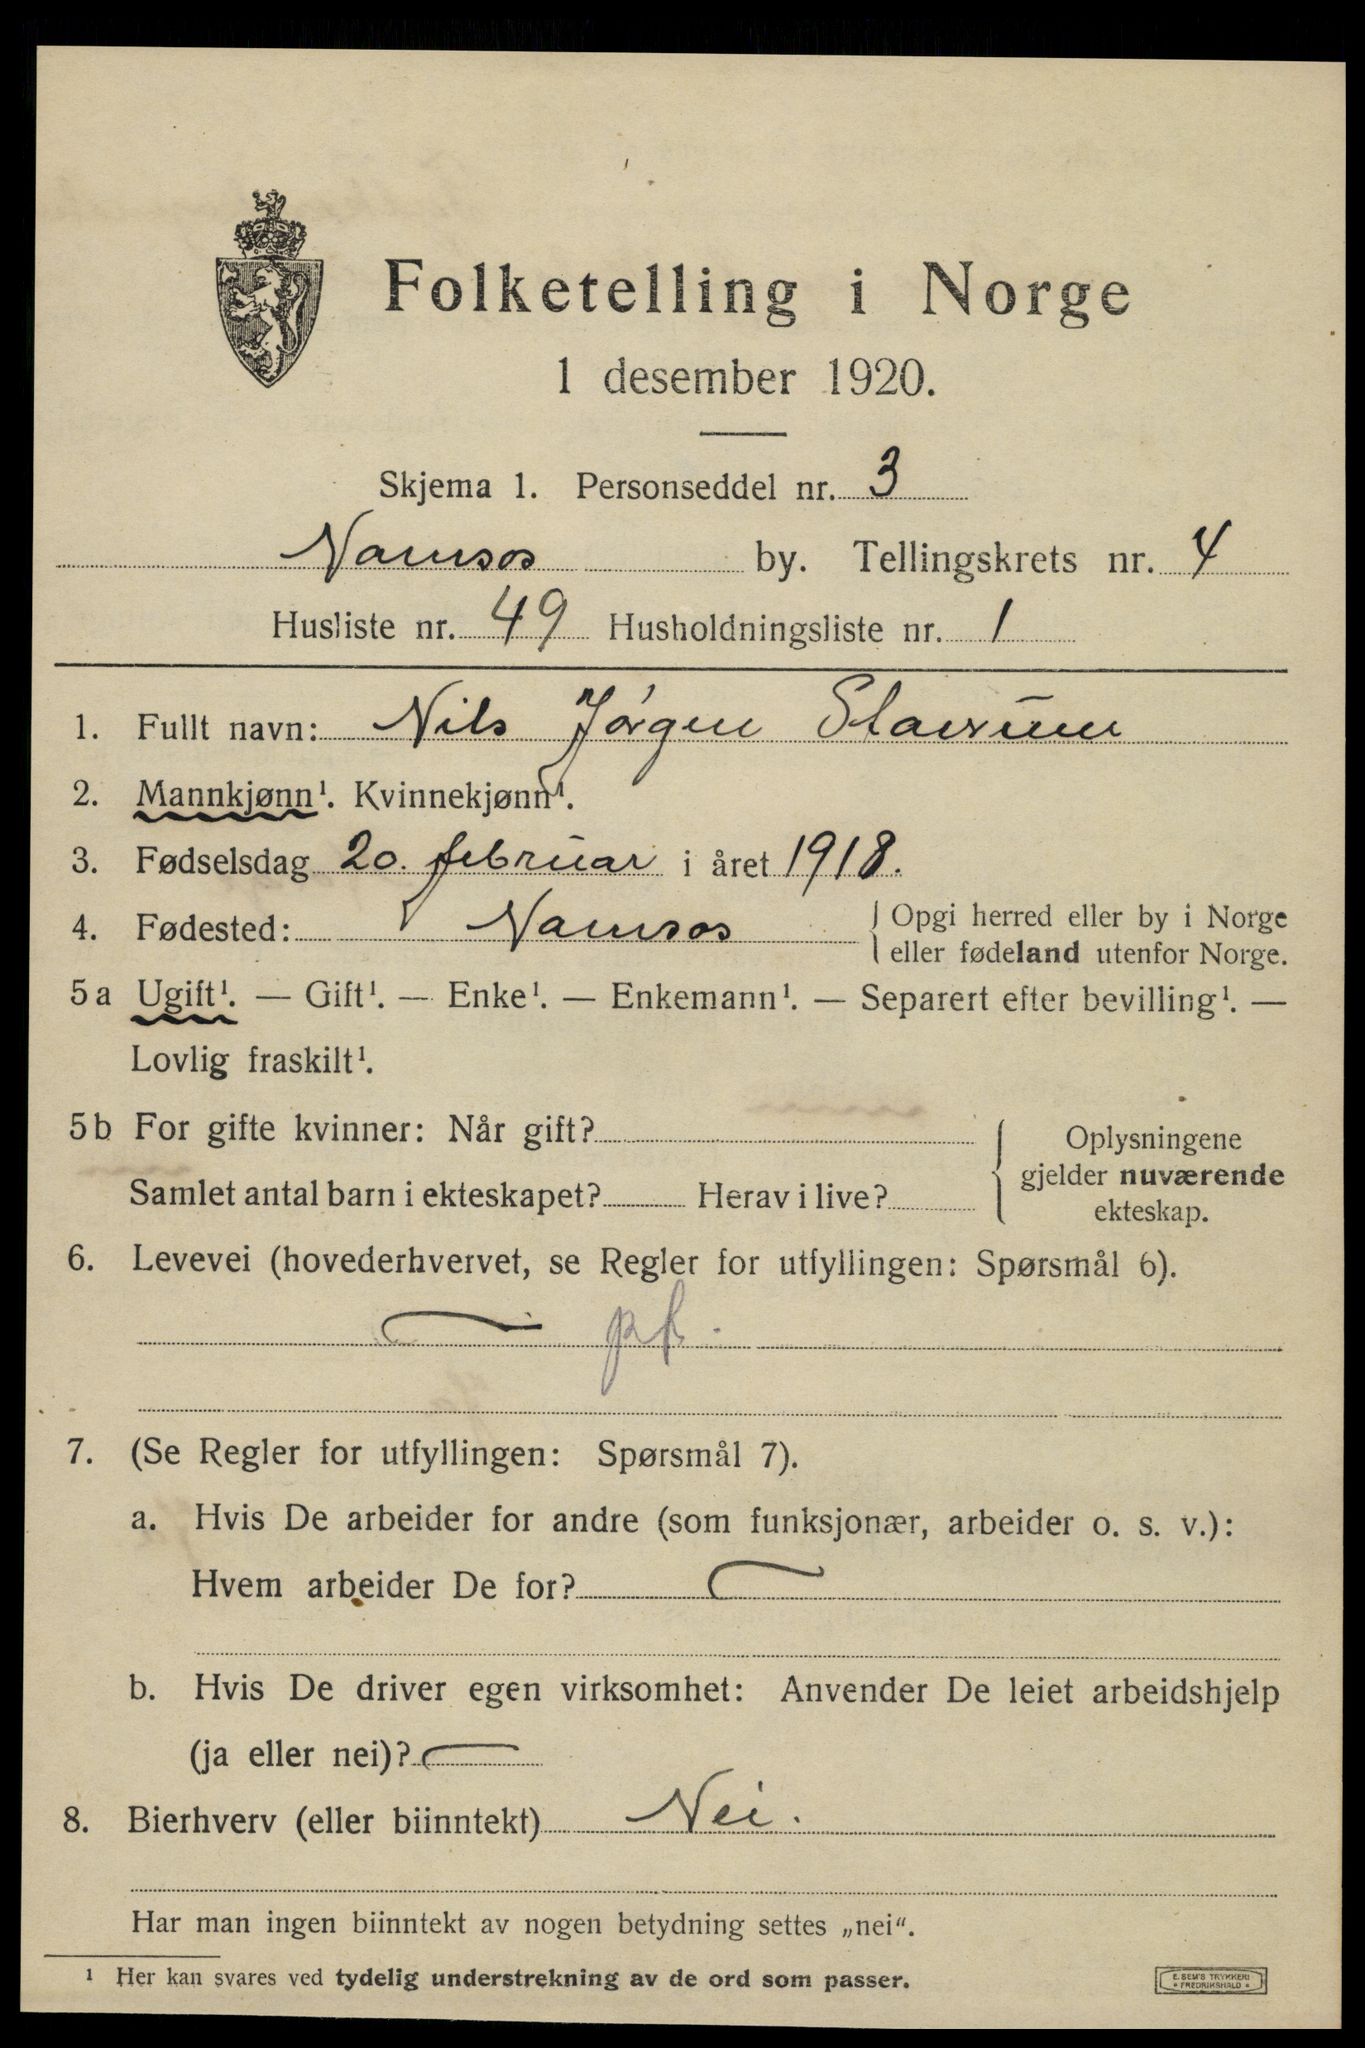 Folketelling i Norge
1 desember 1920.
Skjema 1. Personseddel nr. 3
Namsos by. Tellingskrets nr. 4
Husliste nr. 49 Husholdningsliste nr. 1
1. Fullt navn: Nils Jørgen Stavrum
2. Mannkjønn¹. Kvinnekjønn¹.
3. Fødselsdag 20. februar i året 1918.
4. Fødested: Namsos { Opgi herred eller by i Norge
eller fødeland utenfor Norge.
5 a Ugift¹. — Gift¹. — Enke¹. — Enkemann¹. — Separert efter bevilling¹. —
Lovlig fraskilt¹.
5 b For gifte kvinner: Når gift?
Samlet antal barn i ekteskapet? Herav i live?
{ Oplysningene
gjelder nuværende
ekteskap.
6. Levevei (hovederhvervet, se Regler for utfyllingen: Spørsmål 6).
— pf.
7. (Se Regler for utfyllingen: Spørsmål 7).
a. Hvis De arbeider for andre (som funksjonær, arbeider o. s. v.):
Hvem arbeider De for? —
b. Hvis De driver egen virksomhet: Anvender De leiet arbeidshjelp
(ja eller nei)? —
8. Bierhverv (eller biinntekt) Nei.
Har man ingen biinntekt av nogen betydning settes „nei“.
¹ Her kan svares ved tydelig understrekning av de ord som passer.
E. SEM'S TRYKKERI
FREDRIKSHALD